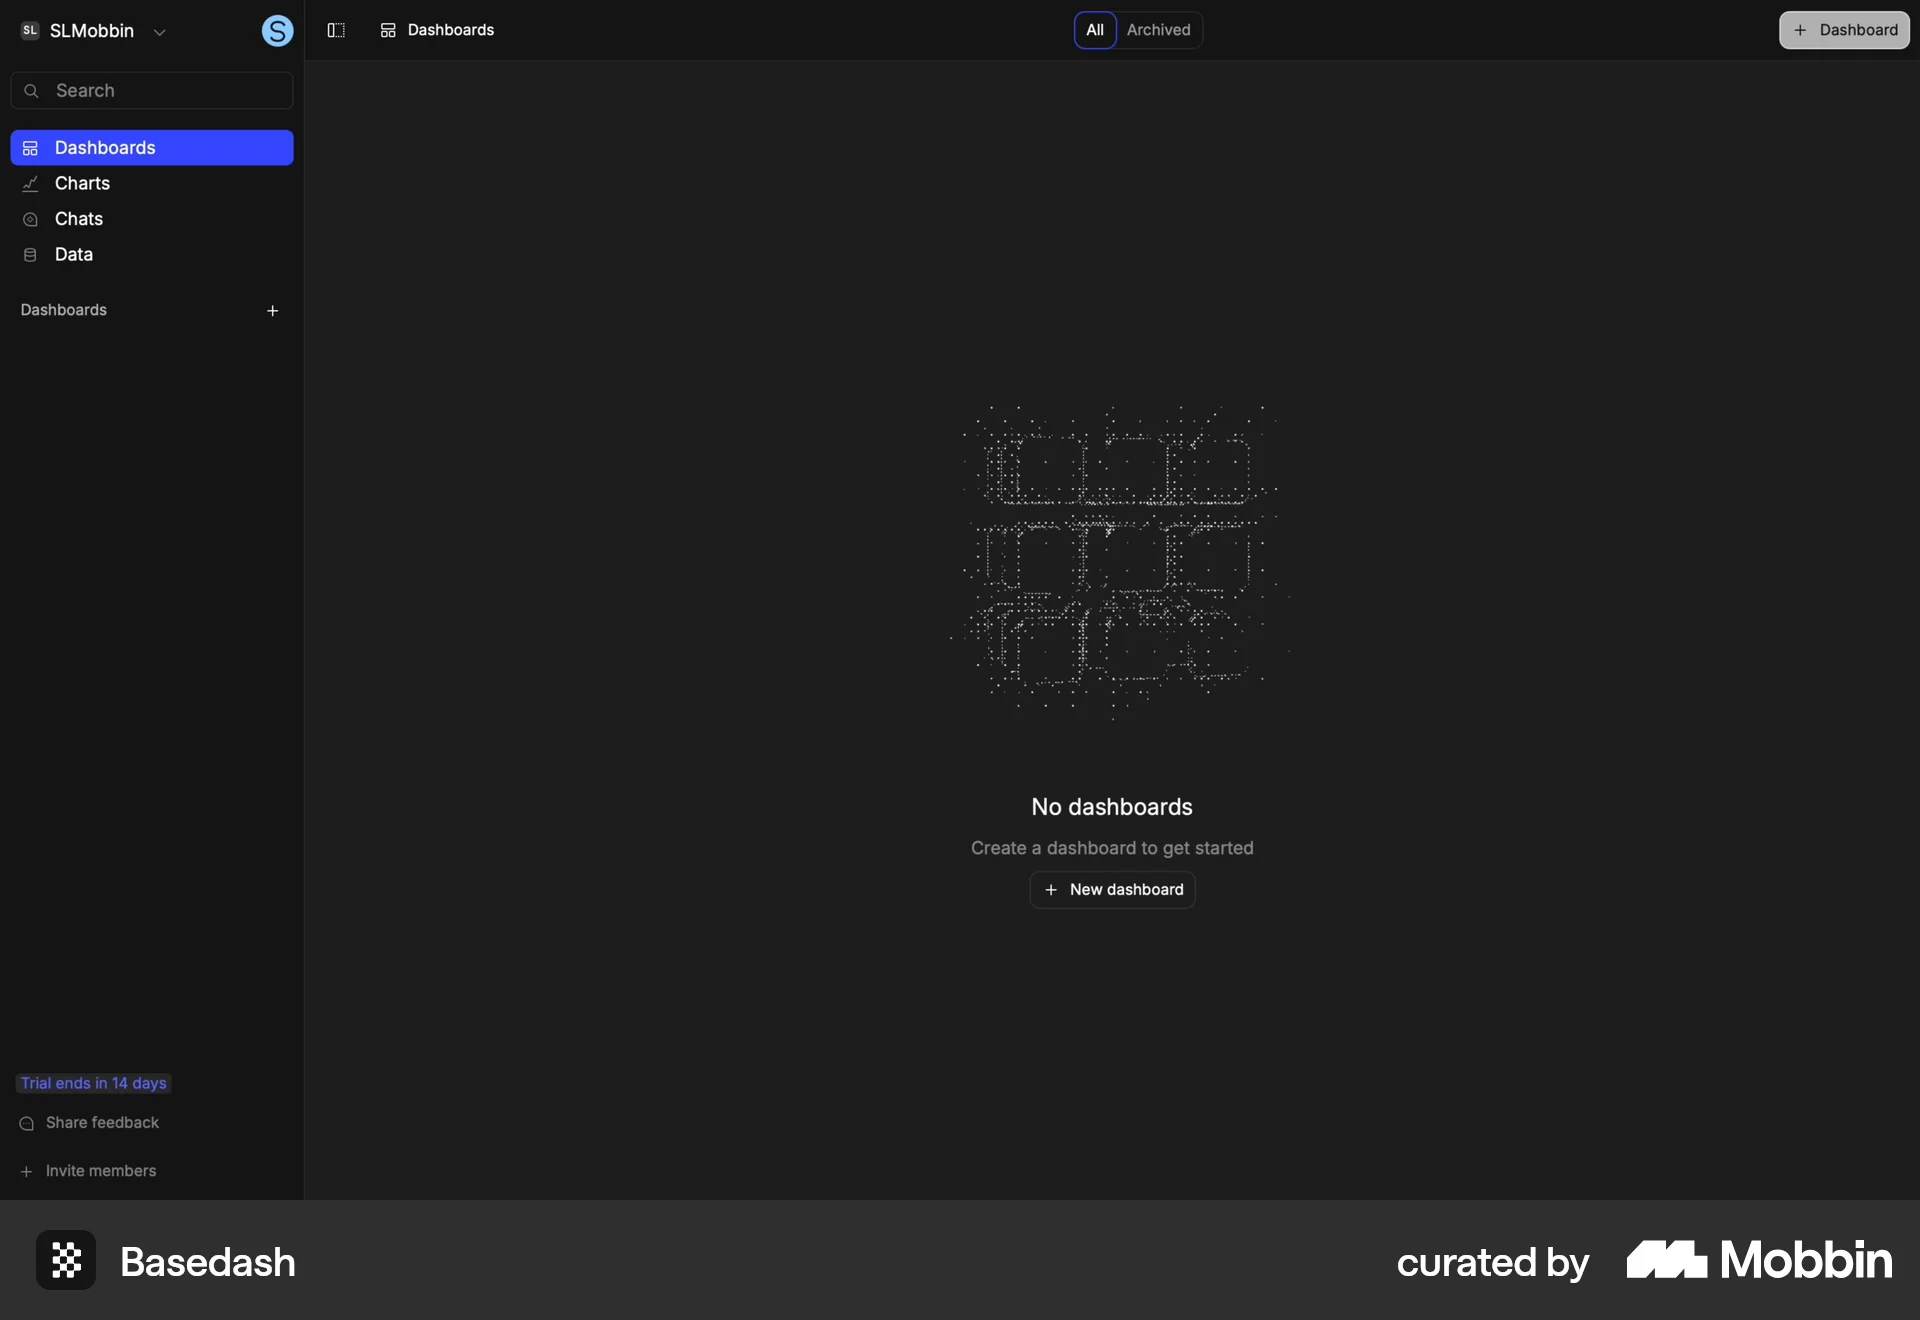 SL SLMobbin
S
Dashboards
All
Archived
Dashboard
Search
Dashboards
Charts
Chats
Data
Dashboards
No dashboards
Create a dashboard to get started
New dashboard
Trial ends in 14 days
Share feedback
Invite members
Basedash
curated by Mobbin